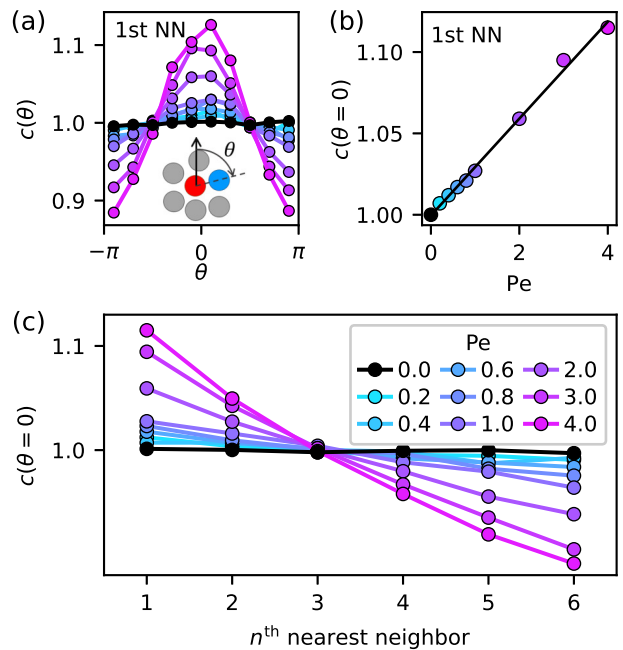 (a)
1st NN
1.1
1.0
0.9
c(θ)
θ
−π
0
π
θ
(b)
1st NN
1.10
1.05
1.00
c(θ = 0)
0
2
4
Pe
(c)
1.1
1.0
c(θ = 0)
Pe
0.0 0.6 2.0
0.2 0.8 3.0
0.4 1.0 4.0
1 2 3 4 5 6
nᵗʰ nearest neighbor